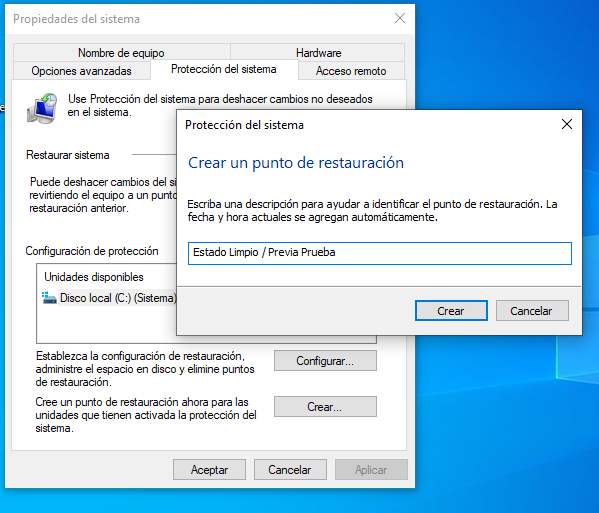 Propiedades del sistema
Nombre de equipo
Hardware
Opciones avanzadas
Protección del sistema
Acceso remoto
Use Protección del sistema para deshacer cambios no deseados
en el sistema.
Restaurar sistema
Puede deshacer cambios del
revirtiendo el equipo a un punto
restauración anterior.
Configuración de protección
Unidades disponibles
Disco local (C:) (Sistema)
Establezca la configuración de restauración,
administre el espacio en disco y elimine puntos
de restauración.
Configurar...
Cree un punto de restauración ahora para las
unidades que tienen activada la protección del
sistema.
Crear...
Aceptar
Cancelar
Aplicar
Protección del sistema
Crear un punto de restauración
Escriba una descripción para ayudar a identificar el punto de restauración. La
fecha y hora actuales se agregan automáticamente.
Estado Limpio / Previa Prueba
Crear
Cancelar